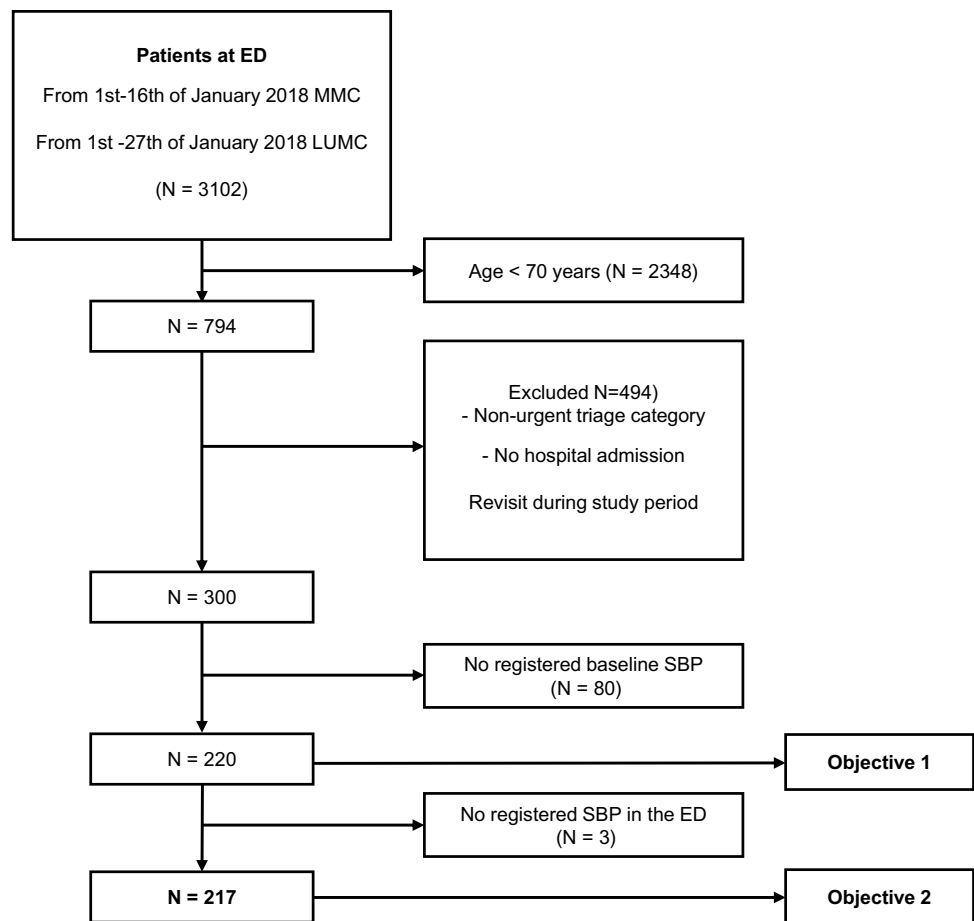 Patients at ED
From 1st-16th of January 2018 MMC
From 1st -27th of January 2018 LUMC
(N = 3102)
Age < 70 years (N = 2348)
N = 794
Excluded N=494)
- Non-urgent triage category
- No hospital admission
Revisit during study period
N = 300
No registered baseline SBP
(N = 80)
N = 220
Objective 1
No registered SBP in the ED
(N = 3)
N = 217
Objective 2